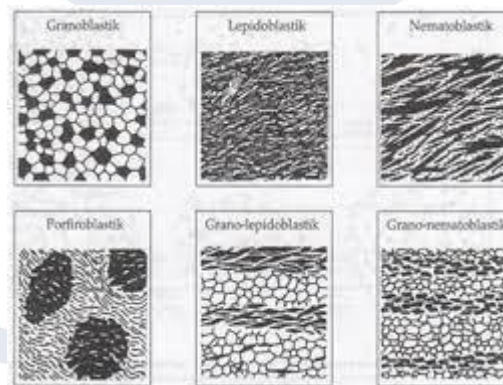 Granoblastik
Lepidoblastik
Nematoblastik
Porfiroblastik
Grano-lepidoblastik
Grano-nematoblastik